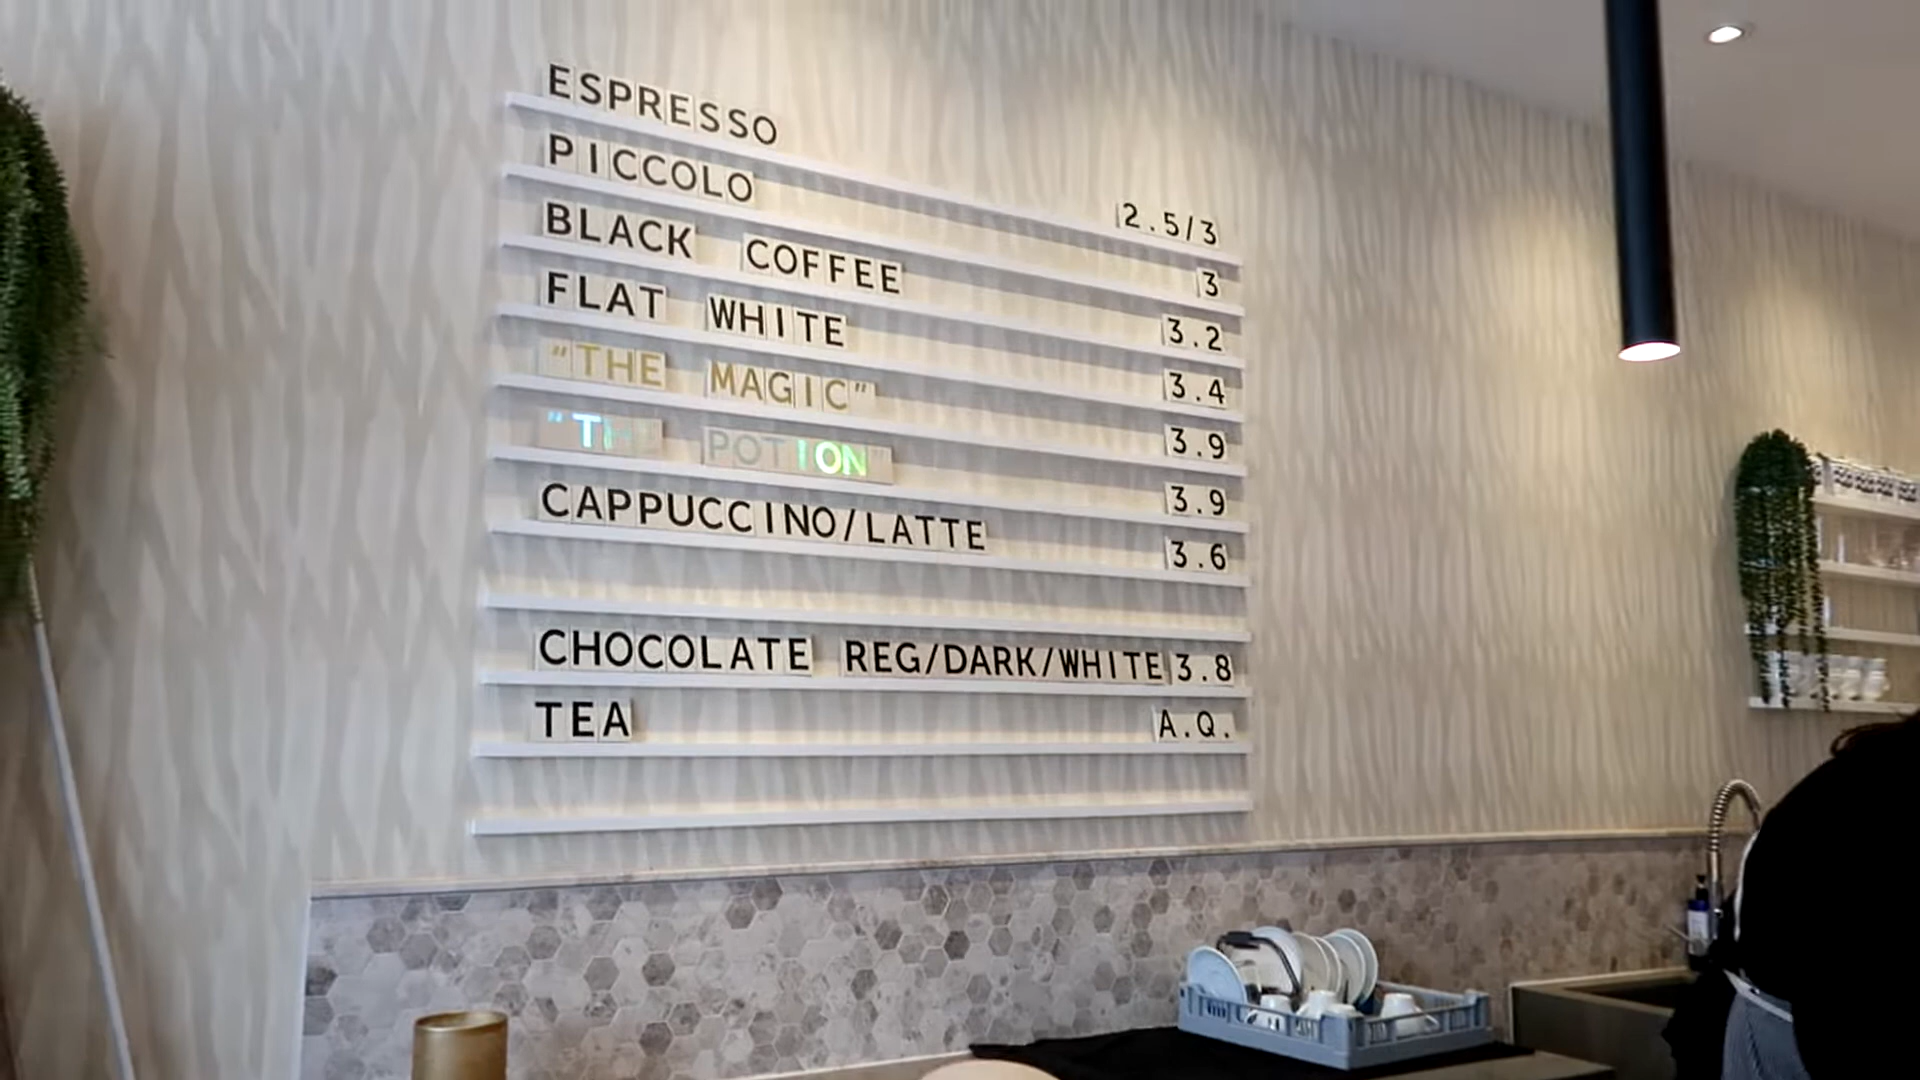 ESPRESSO 2.5/3
PICCOLO 3
BLACK COFFEE 3.2
FLAT WHITE 3.4
"THE MAGIC" 3.9
"THE POTION" 3.9
CAPPUCCINO/LATTE 3.6
CHOCOLATE REG/DARK/WHITE 3.8
TEA A.Q.